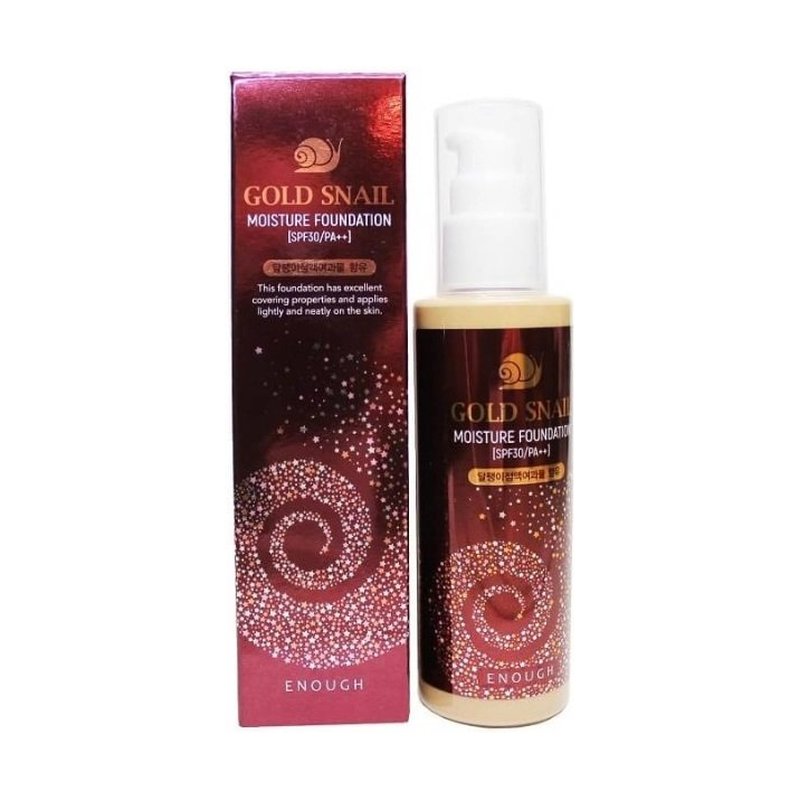 GOLD SNAIL
MOISTURE FOUNDATION
[SPF30/PA++]
달팽이점액여과물 함유
This foundation has excellent
covering properties and applies
lightly and neatly on the skin.
ENOUGH
GOLD SNAIL
MOISTURE FOUNDATION
[SPF30/PA++]
달팽이점액여과물 함유
ENOUGH